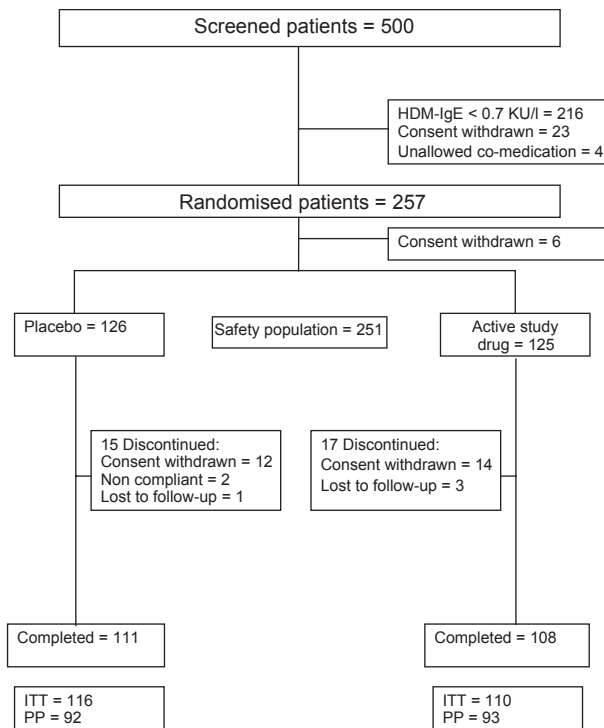 Screened patients = 500
HDM-IgE < 0.7 KU/l = 216
Consent withdrawn = 23
Unallowed co-medication = 4
Randomised patients = 257
Consent withdrawn = 6
Placebo = 126
Safety population = 251
Active study
drug = 125
15 Discontinued:
Consent withdrawn = 12
Non compliant = 2
Lost to follow-up = 1
17 Discontinued:
Consent withdrawn = 14
Lost to follow-up = 3
Completed = 111
Completed = 108
ITT = 116
PP = 92
ITT = 110
PP = 93